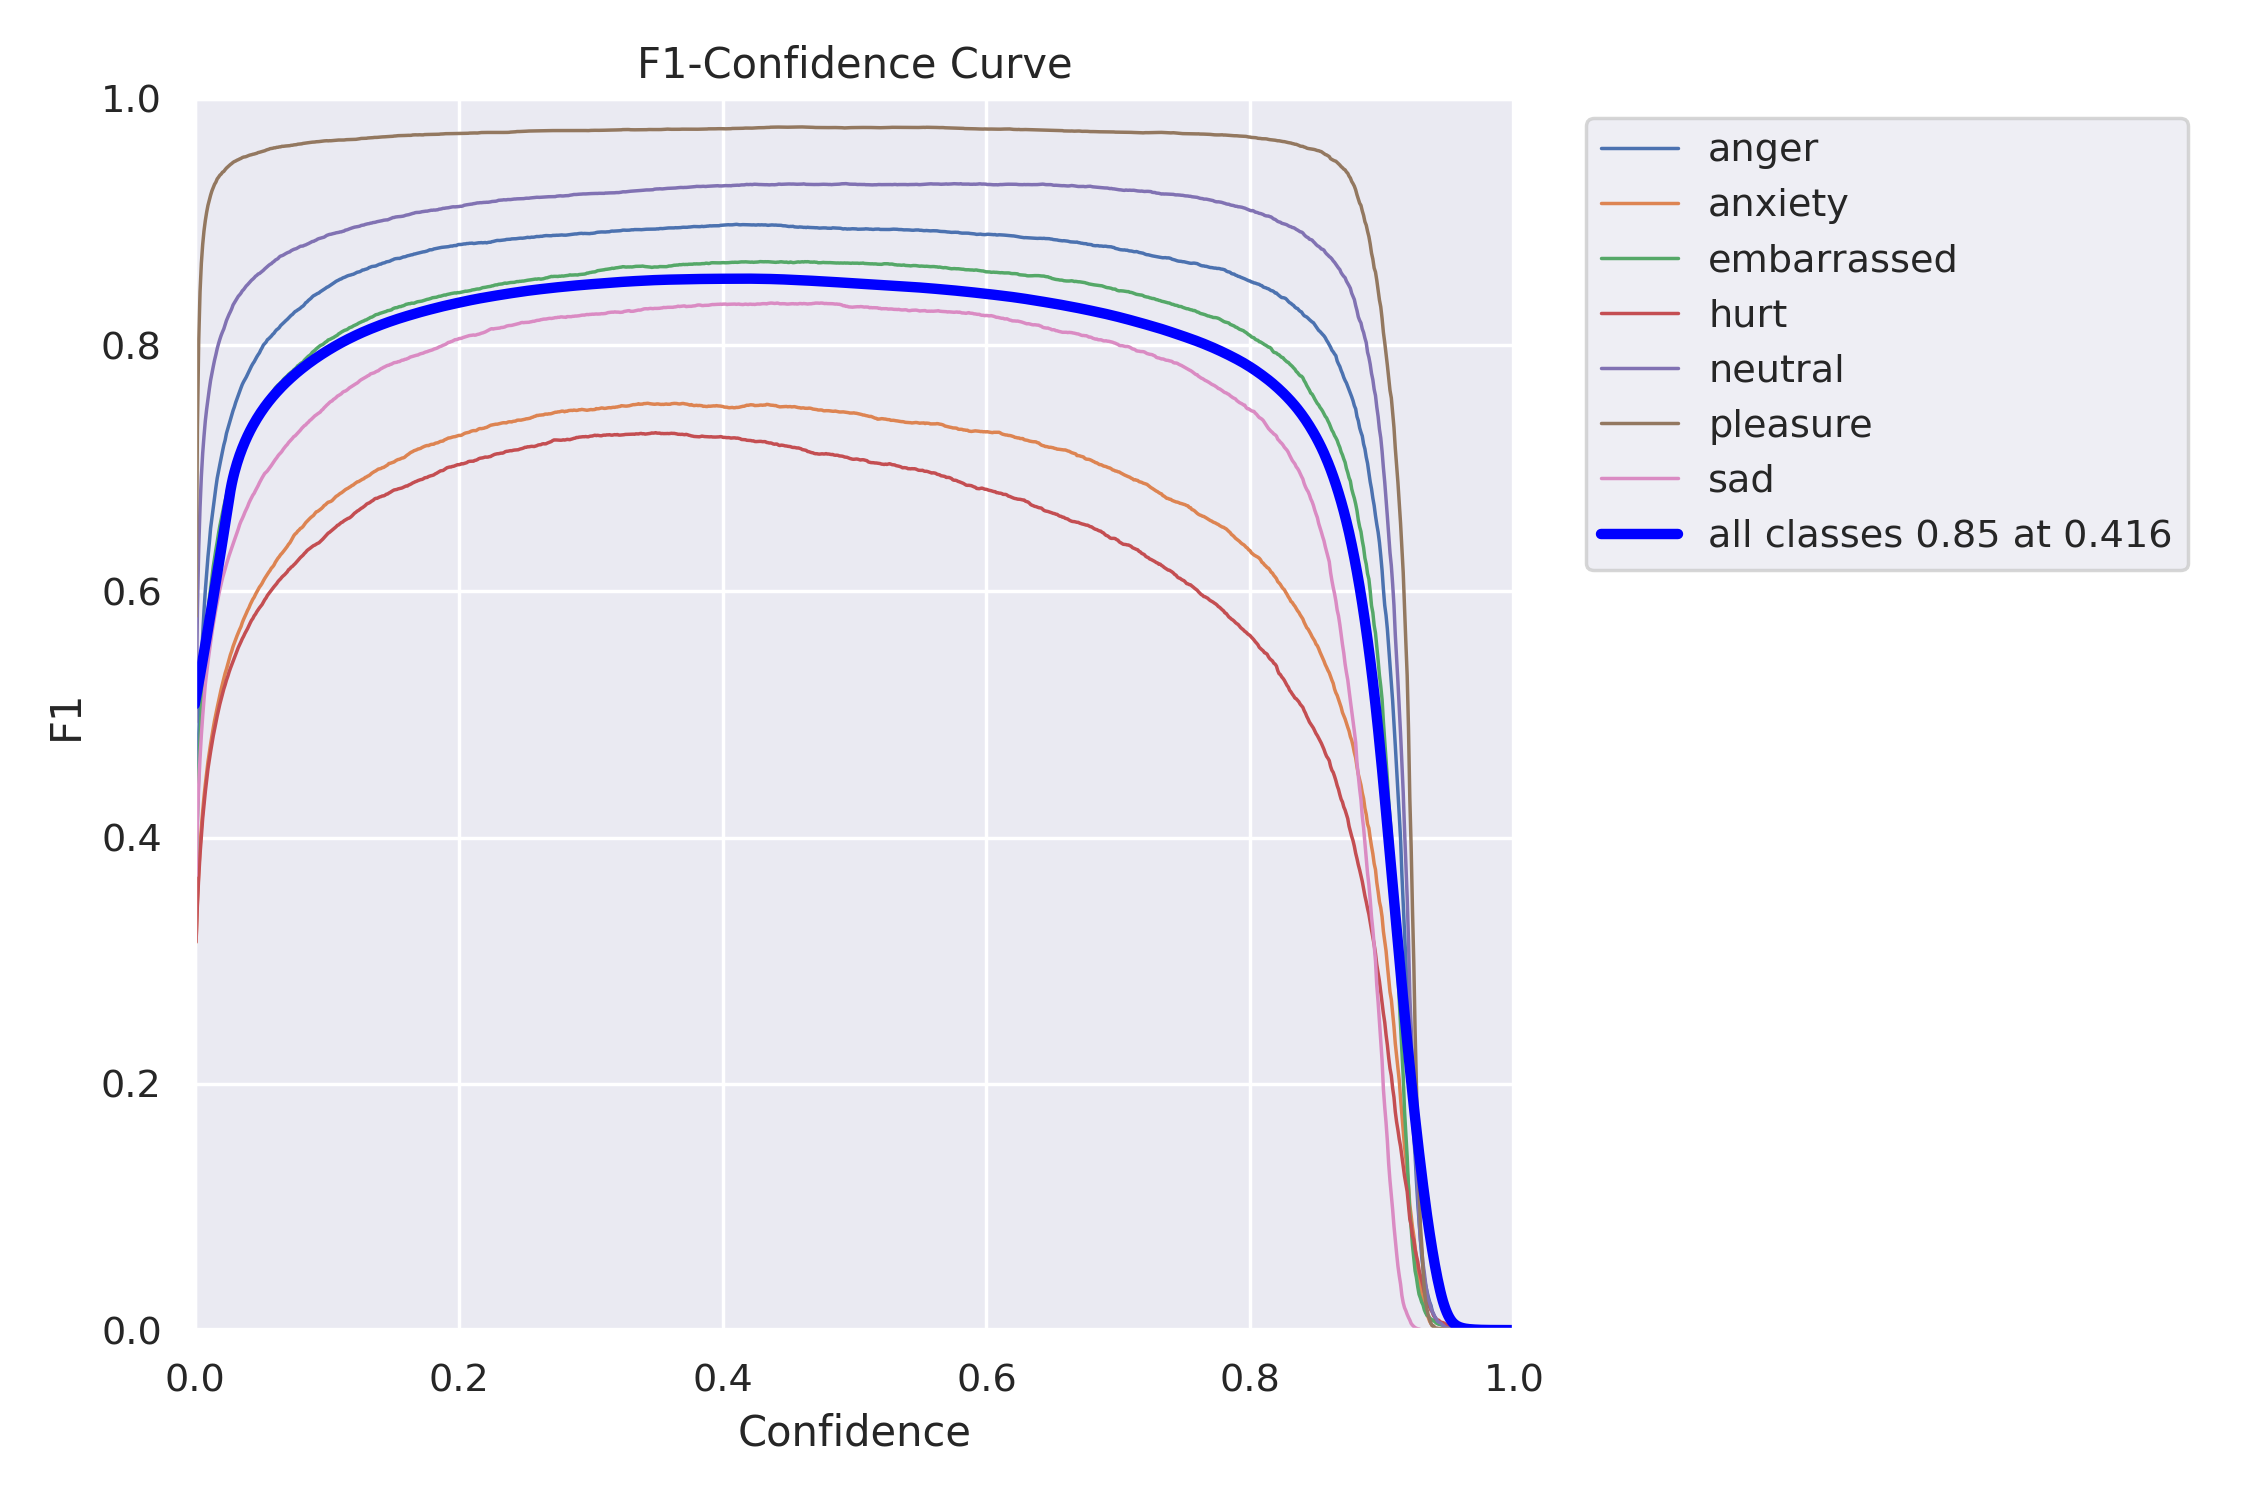 F1-Confidence Curve
1.0
0.8
0.6
0.4
0.2
0.0
F1
0.0 0.2 0.4 0.6 0.8 1.0
Confidence
anger
anxiety
embarrassed
hurt
neutral
pleasure
sad
all classes 0.85 at 0.416